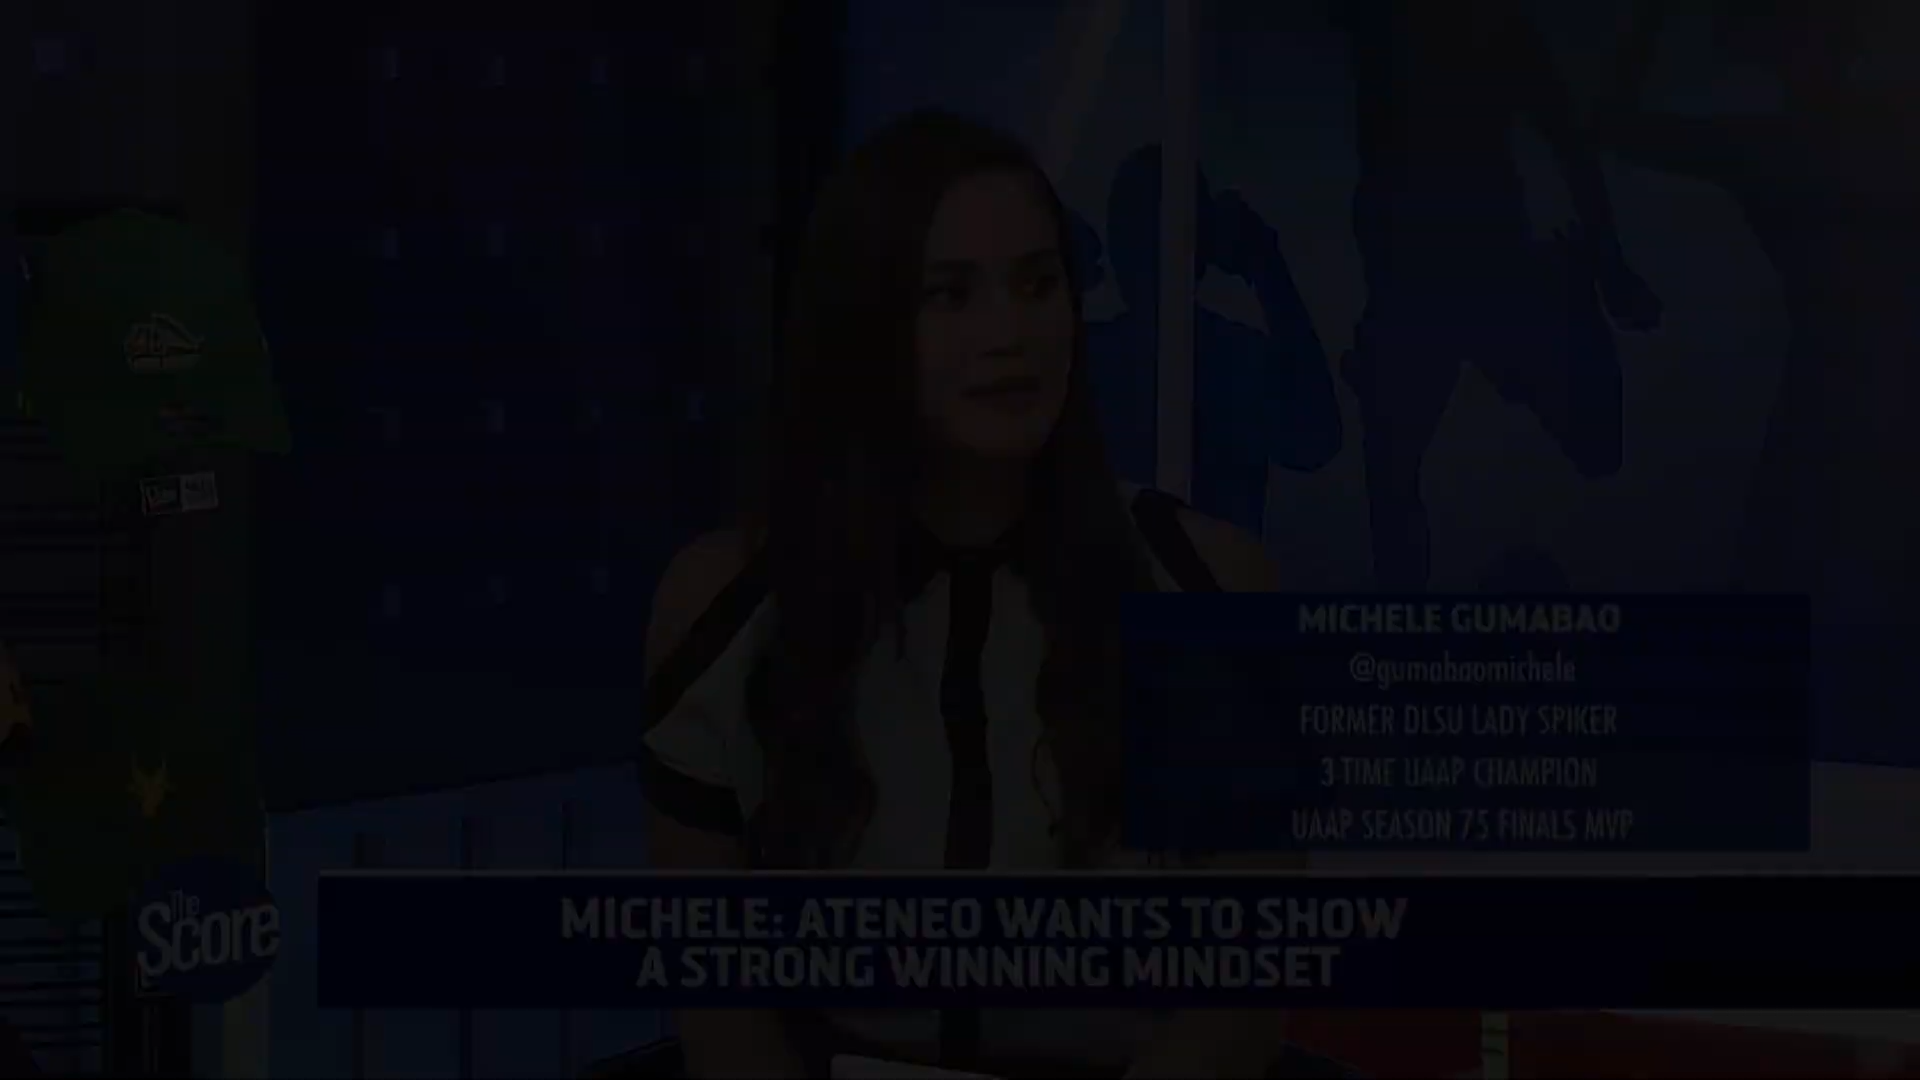 MICHELE GUMABAO
@gumabaomichele
FORMER DLSU LADY SPIKER
3-TIME UAAP CHAMPION
UAAP SEASON 75 FINALS MVP
The
Score
MICHELE: ATENEO WANTS TO SHOW
A STRONG WINNING MINDSET